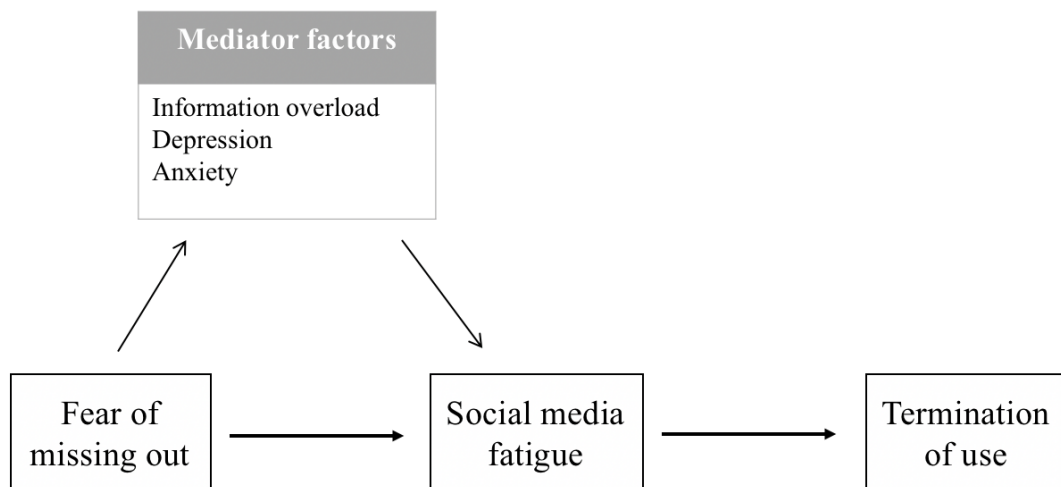 Mediator factors
Information overload
Depression
Anxiety
Fear of
missing out
Social media
fatigue
Termination
of use